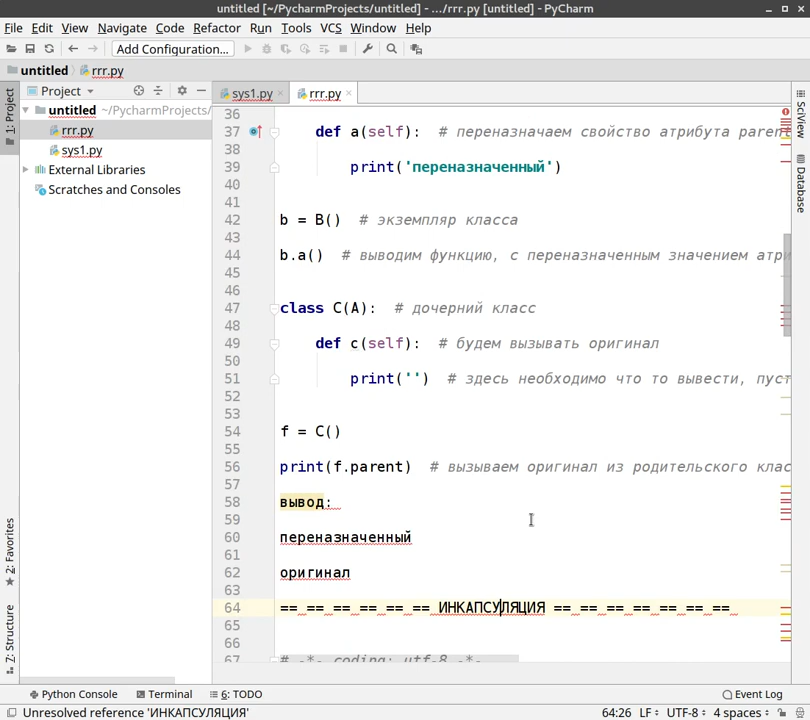 untitled [~/PycharmProjects/untitled] - .../rrr.py [untitled] - PyCharm
File Edit View Navigate Code Refactor Run Tools VCS Window Help
Add Configuration...
untitled rrr.py
1: Project
Project
sys1.py rrr.py
untitled ~/PycharmProjects/
rrr.py
sys1.py
External Libraries
Scratches and Consoles
36
37 def a(self): # переназначаем свойство атрибута parent
38
39 print('переназначенный')
40
41
42 b = B() # экземпляр класса
43
44 b.a() # выводим функцию, с переназначенным значением атри
45
46
47 class C(A): # дочерний класс
48
49 def c(self): # будем вызывать оригинал
50
51 print('') # здесь необходимо что то вывести, пуст
52
53
54 f = C()
55
56 print(f.parent) # вызываем оригинал из родительского клас
57
58 вывод:
59
60 переназначенный
61
62 оригинал
63
64 == == == == == == ИНКАПСУЛЯЦИЯ == == == == == == ==
65
66
67 # -*- coding: utf-8 -*-
SciView
Database
2: Favorites
7: Structure
Python Console Terminal 6: TODO Event Log
Unresolved reference 'ИНКАПСУЛЯЦИЯ' 64:26 LF UTF-8 4 spaces